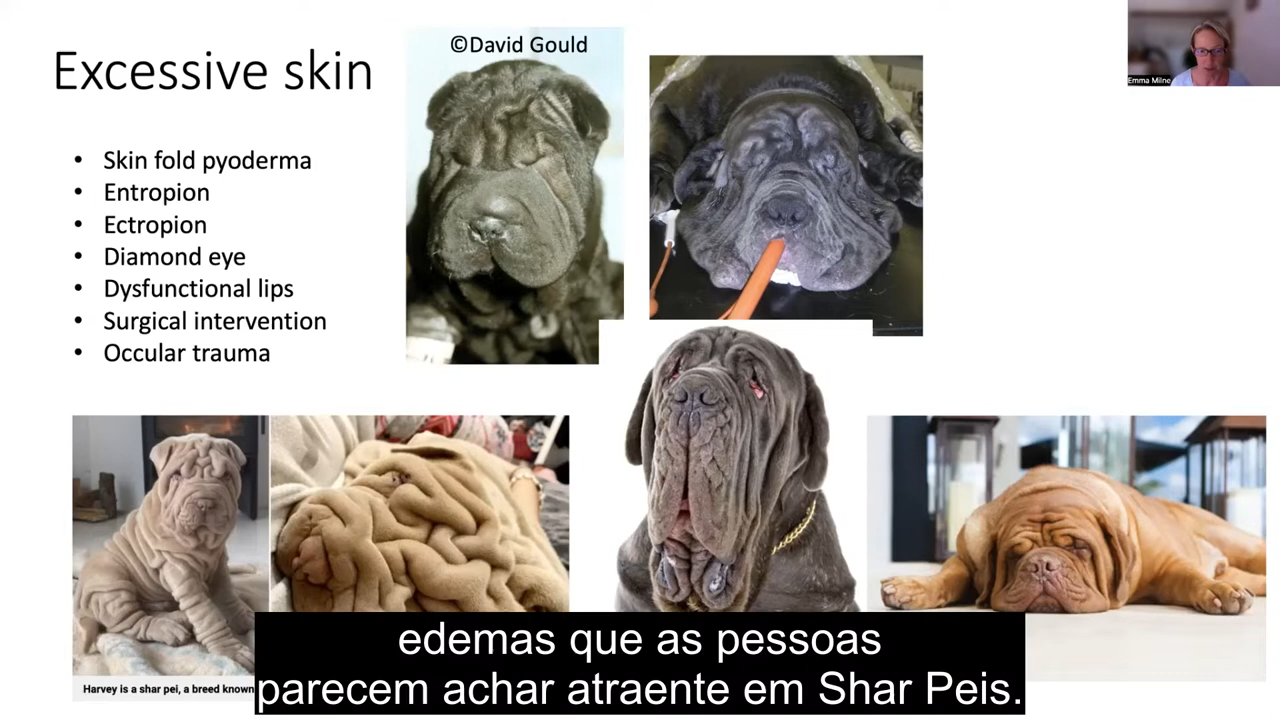 Excessive skin
©David Gould
Emma Milne
• Skin fold pyoderma
• Entropion
• Ectropion
• Diamond eye
• Dysfunctional lips
• Surgical intervention
• Occular trauma
Harvey is a shar pei, a breed known
edemas que as pessoas
parecem achar atraente em Shar Peis.